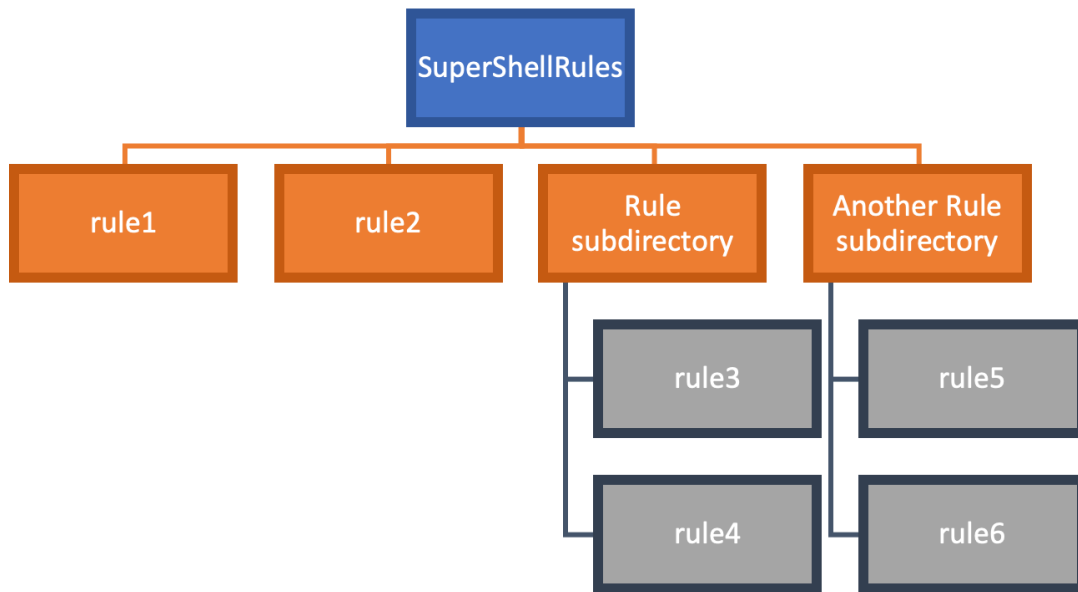 SuperShellRules
rule1
rule2
Rule
subdirectory
Another Rule
subdirectory
rule3
rule5
rule4
rule6